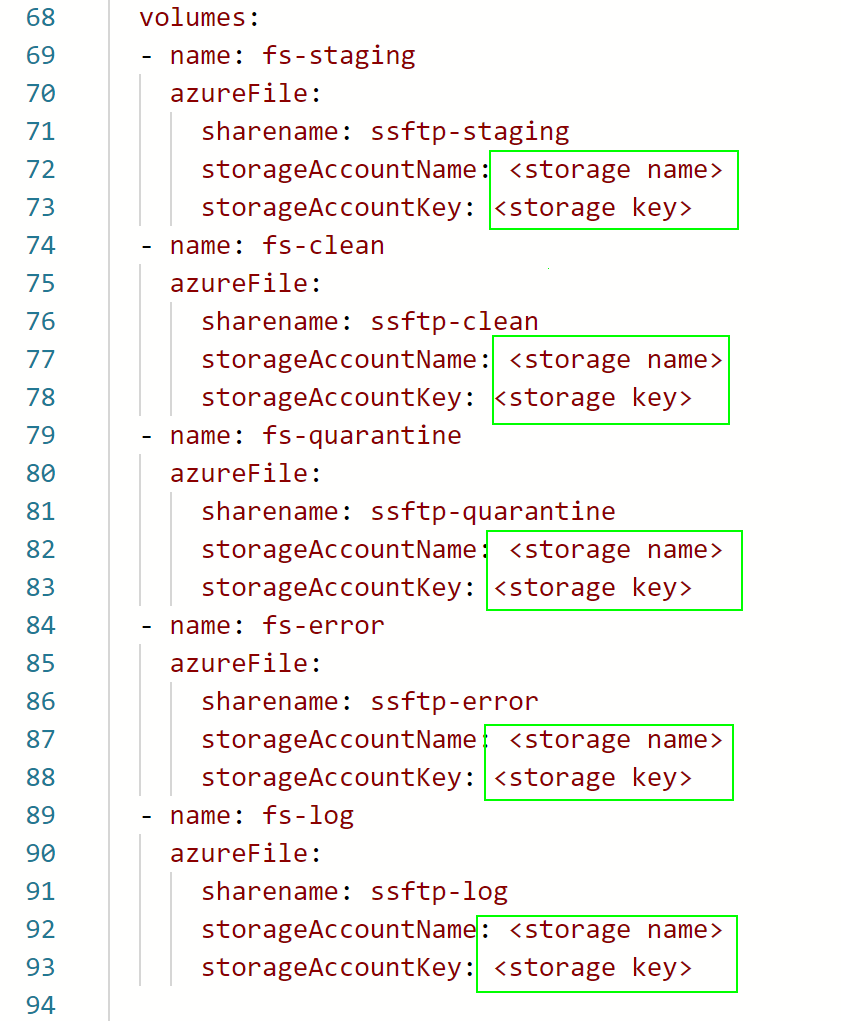 68 volumes:
69 - name: fs-staging
70 azureFile:
71 sharename: ssftp-staging
72 storageAccountName: <storage name>
73 storageAccountKey: <storage key>
74 - name: fs-clean
75 azureFile:
76 sharename: ssftp-clean
77 storageAccountName: <storage name>
78 storageAccountKey: <storage key>
79 - name: fs-quarantine
80 azureFile:
81 sharename: ssftp-quarantine
82 storageAccountName: <storage name>
83 storageAccountKey: <storage key>
84 - name: fs-error
85 azureFile:
86 sharename: ssftp-error
87 storageAccountName: <storage name>
88 storageAccountKey: <storage key>
89 - name: fs-log
90 azureFile:
91 sharename: ssftp-log
92 storageAccountName: <storage name>
93 storageAccountKey: <storage key>
94